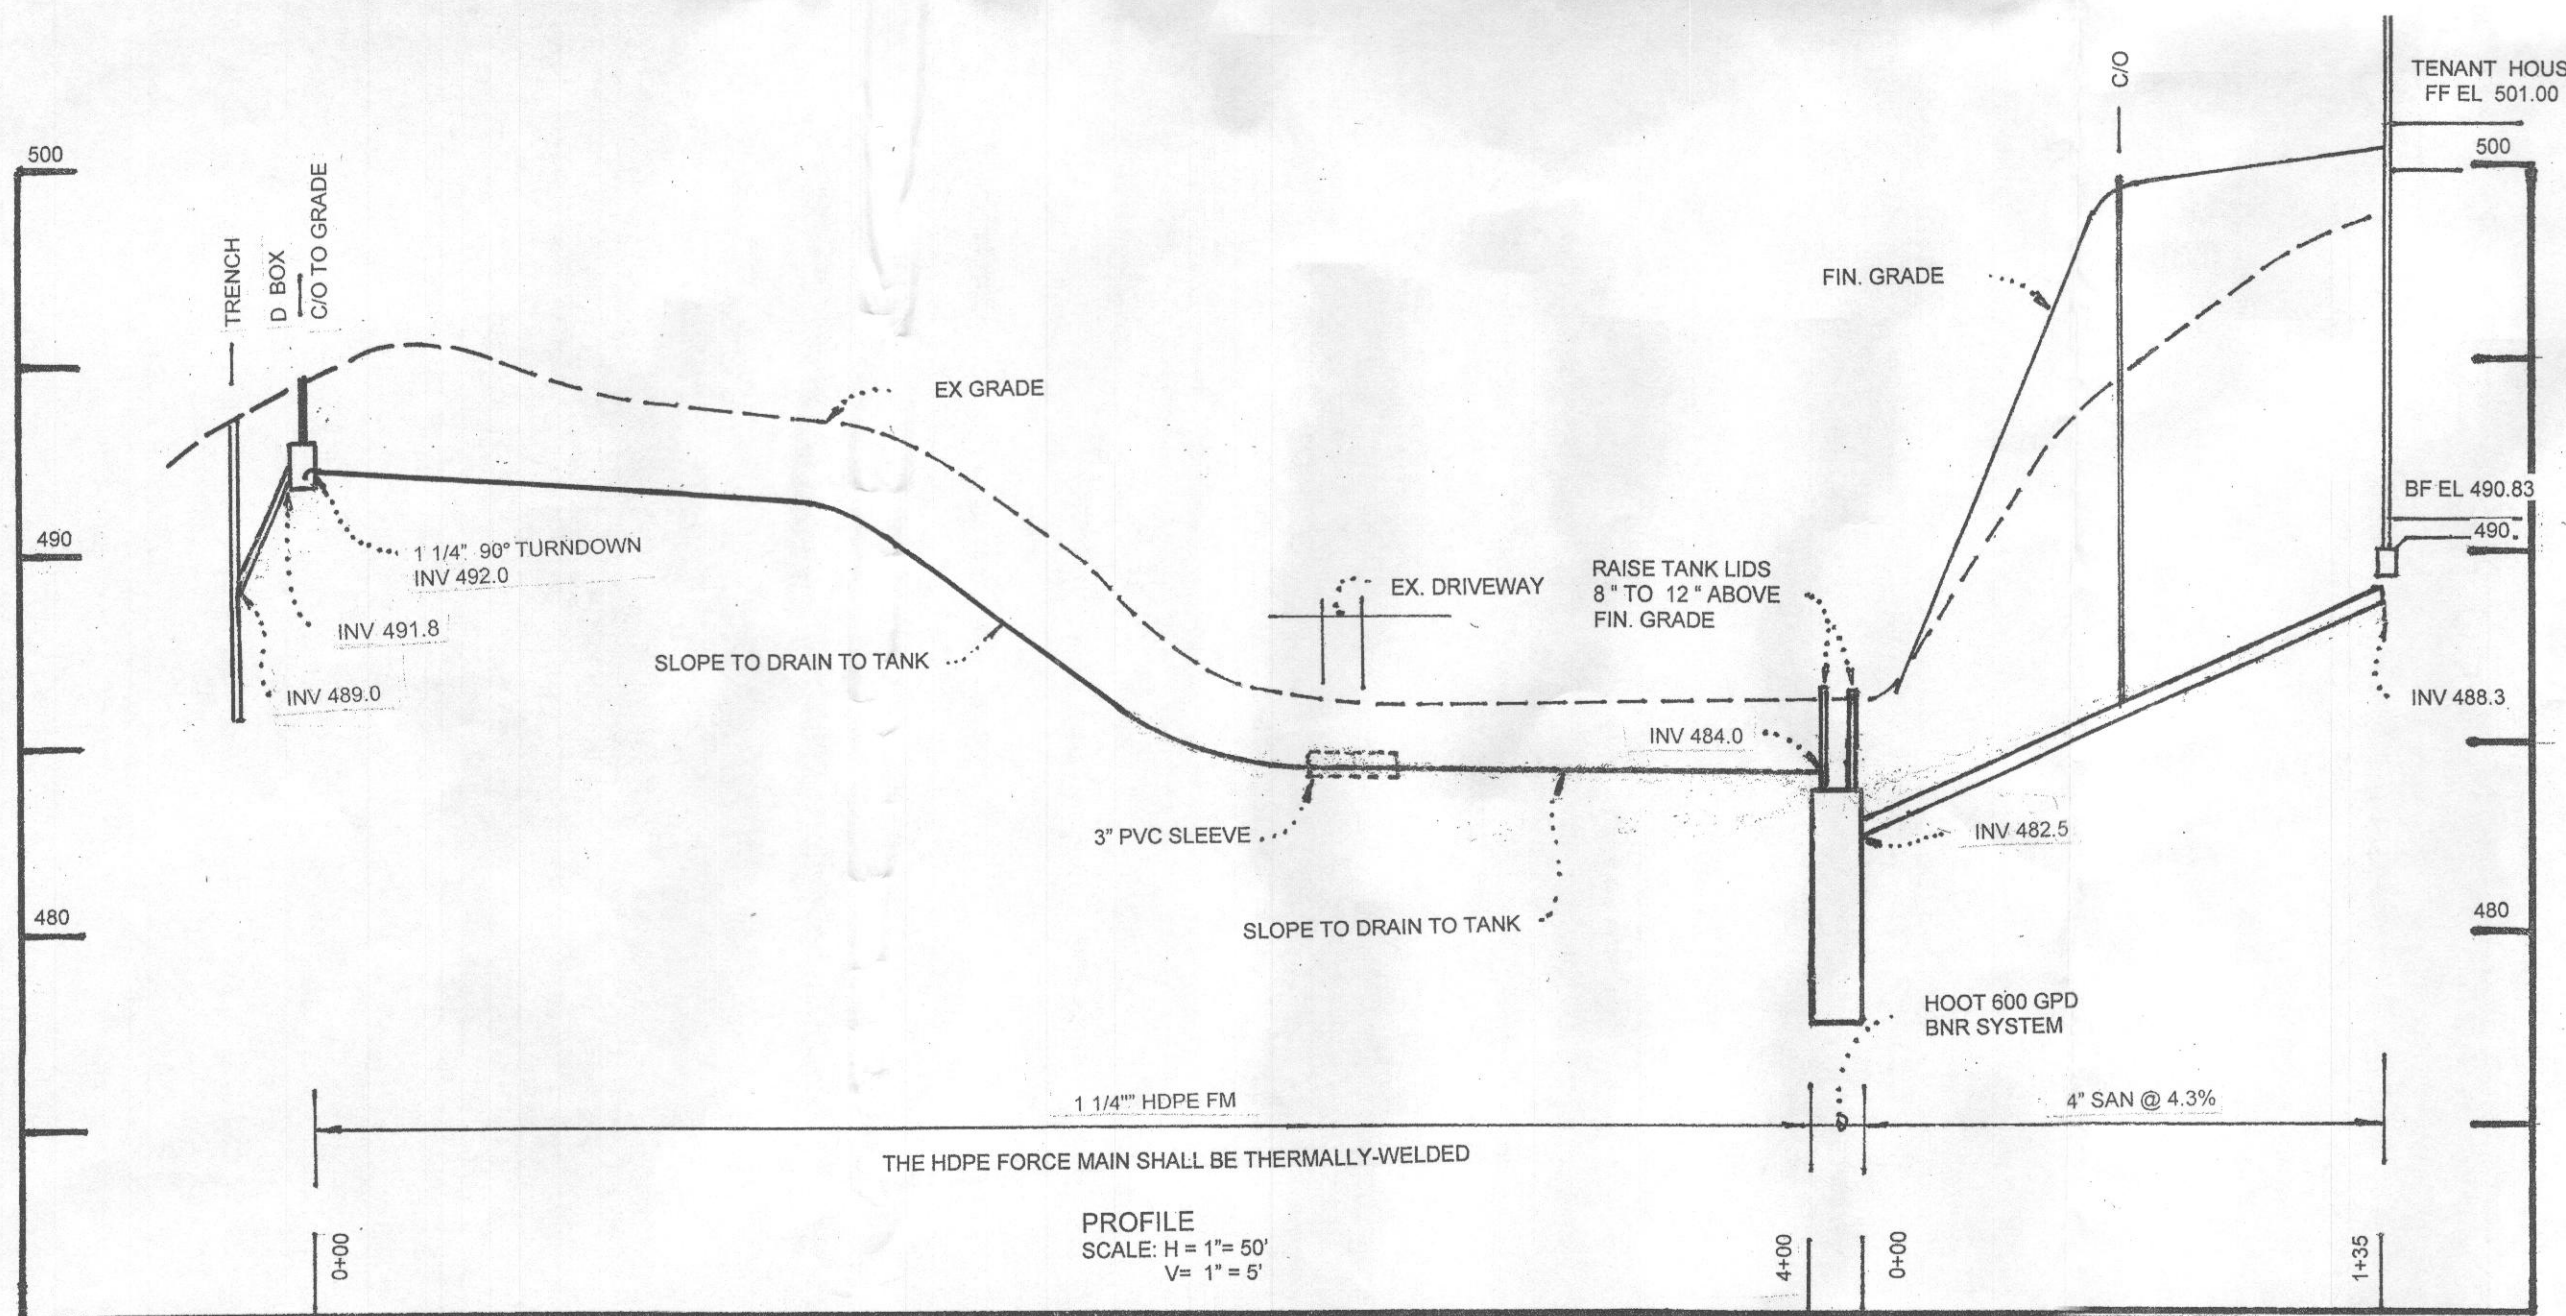 C/O
TENANT HOUS
FF EL 501.00
500
500
TRENCH
D BOX
C/O TO GRADE
FIN. GRADE
EX GRADE
BF EL 490.83
490
490
1 1/4" 90° TURNDOWN
INV 492.0
RAISE TANK LIDS
8" TO 12" ABOVE
FIN. GRADE
EX. DRIVEWAY
INV 491.8
SLOPE TO DRAIN TO TANK
INV 489.0
INV 488.3
INV 484.0
3" PVC SLEEVE
INV 482.5
480
480
SLOPE TO DRAIN TO TANK
HOOT 600 GPD
BNR SYSTEM
1 1/4"" HDPE FM
4" SAN @ 4.3%
THE HDPE FORCE MAIN SHALL BE THERMALLY-WELDED
PROFILE
SCALE: H = 1"= 50'
V= 1" = 5'
0+00
4+00
0+00
1+35